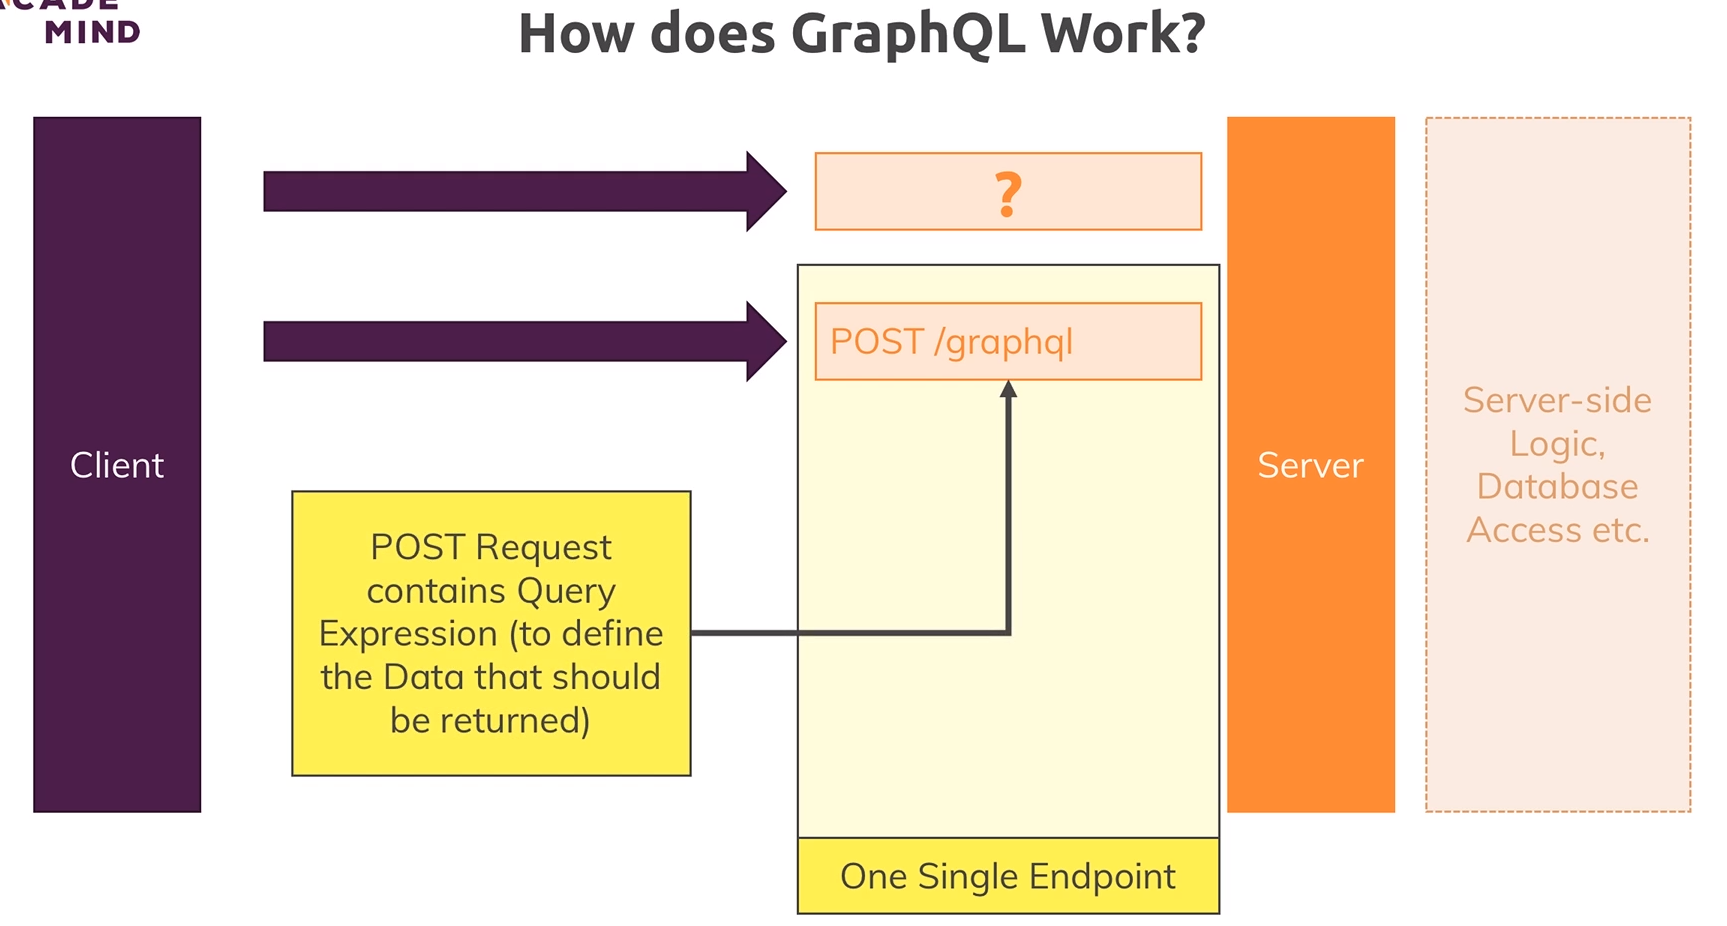 ACADE
MIND
How does GraphQL Work?
?
POST /graphql
Client
POST Request
contains Query
Expression (to define
the Data that should
be returned)
Server
Server-side
Logic,
Database
Access etc.
One Single Endpoint